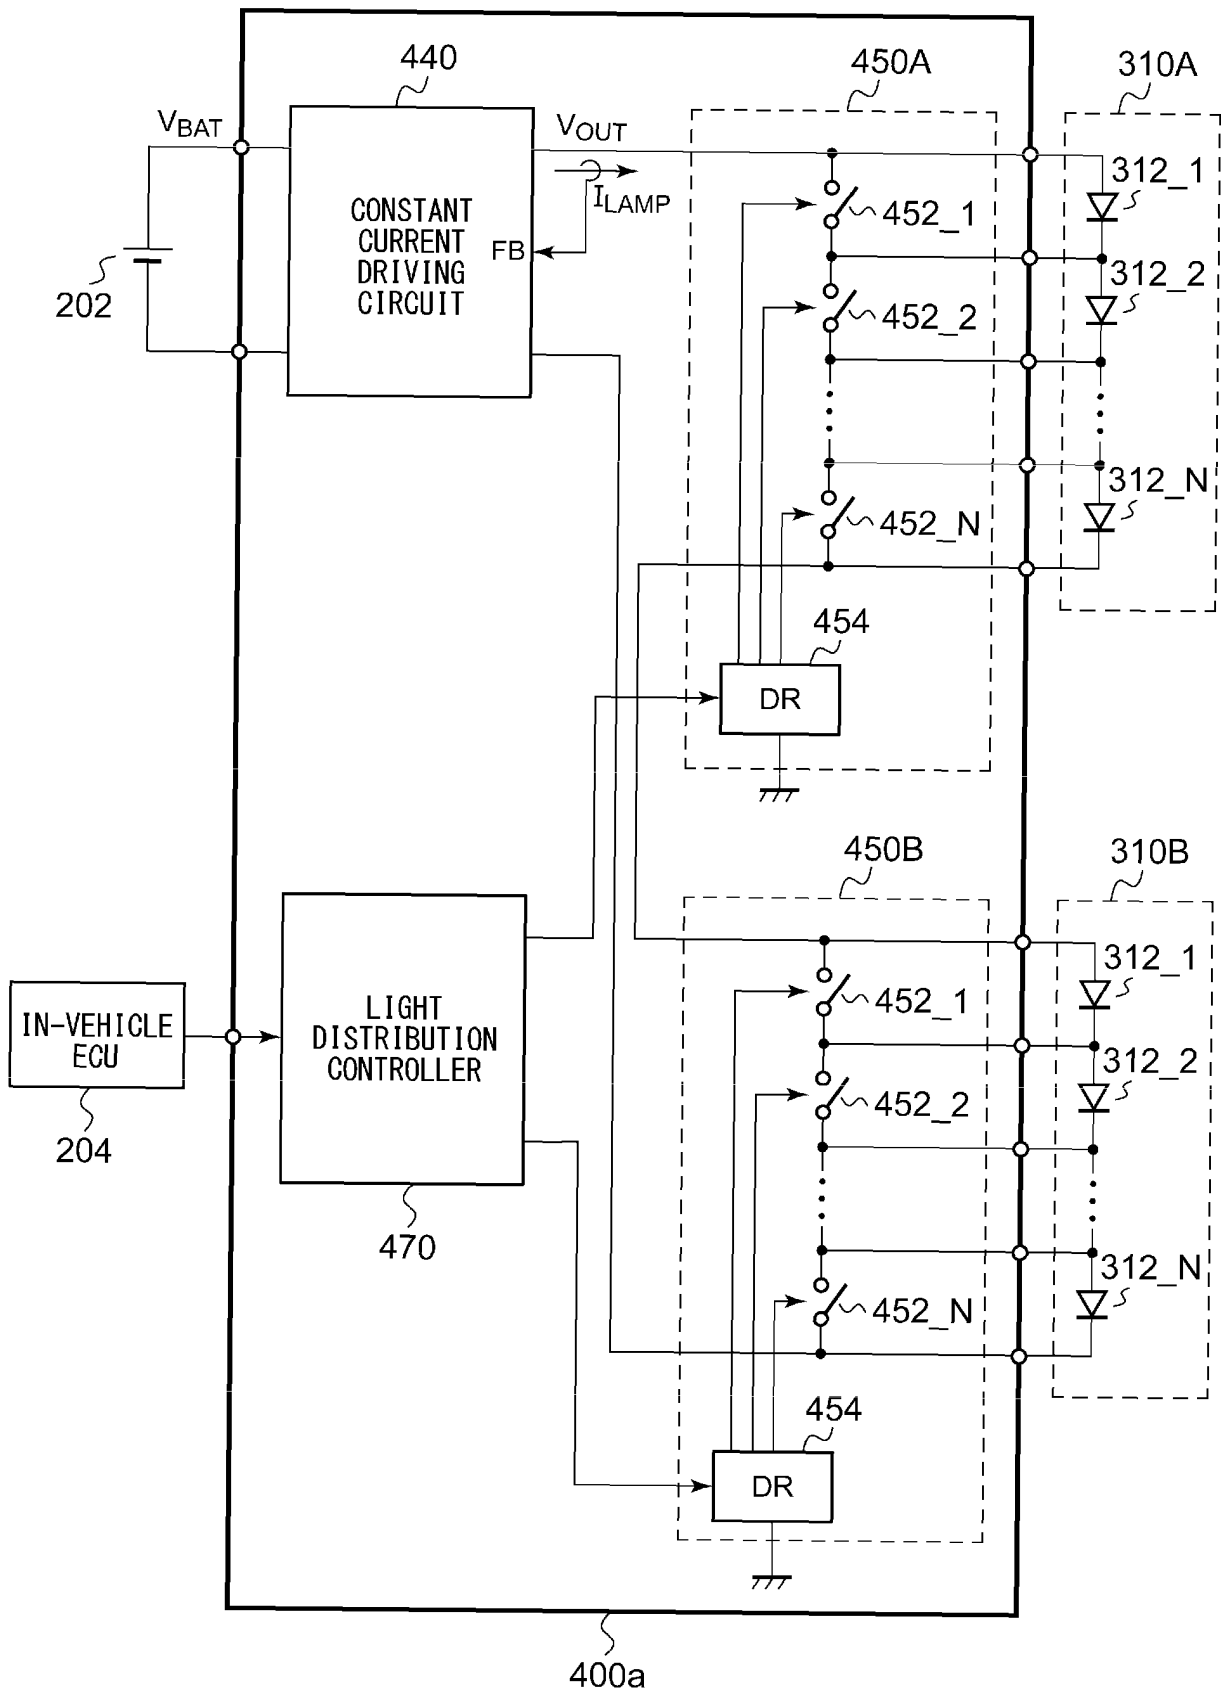 440
450A
310A
VBAT
VOUT
ILAMP
FB
CONSTANT
CURRENT
DRIVING
CIRCUIT
202
452_1
312_1
452_2
312_2
452_N
312_N
454
DR
450B
310B
LIGHT
DISTRIBUTION
CONTROLLER
470
IN-VEHICLE
ECU
204
452_1
312_1
452_2
312_2
452_N
312_N
454
DR
400a